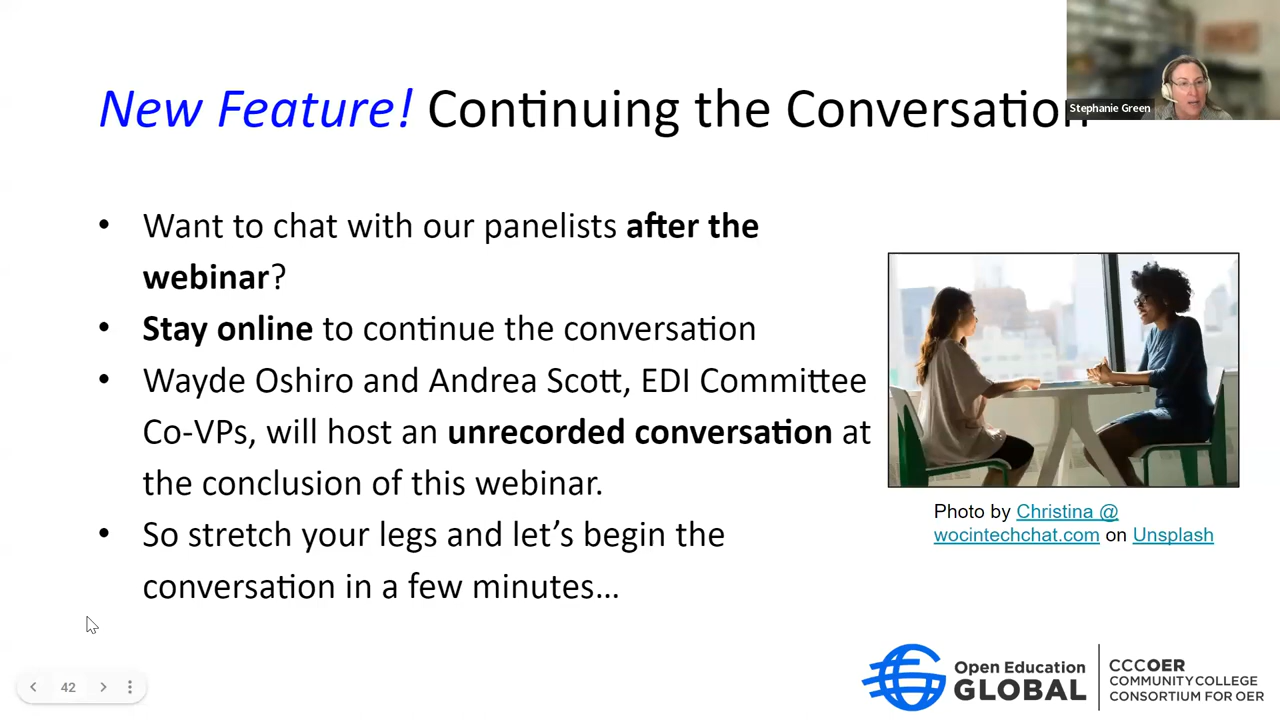 New Feature! Continuing the Conversation
Stephanie Green
• Want to chat with our panelists after the
webinar?
• Stay online to continue the conversation
• Wayde Oshiro and Andrea Scott, EDI Committee
Co-VPs, will host an unrecorded conversation at
the conclusion of this webinar.
• So stretch your legs and let's begin the
conversation in a few minutes...
Photo by Christina @
wocintechchat.com on Unsplash
42
Open Education
GLOBAL
CCCOER
COMMUNITY COLLEGE
CONSORTIUM FOR OER